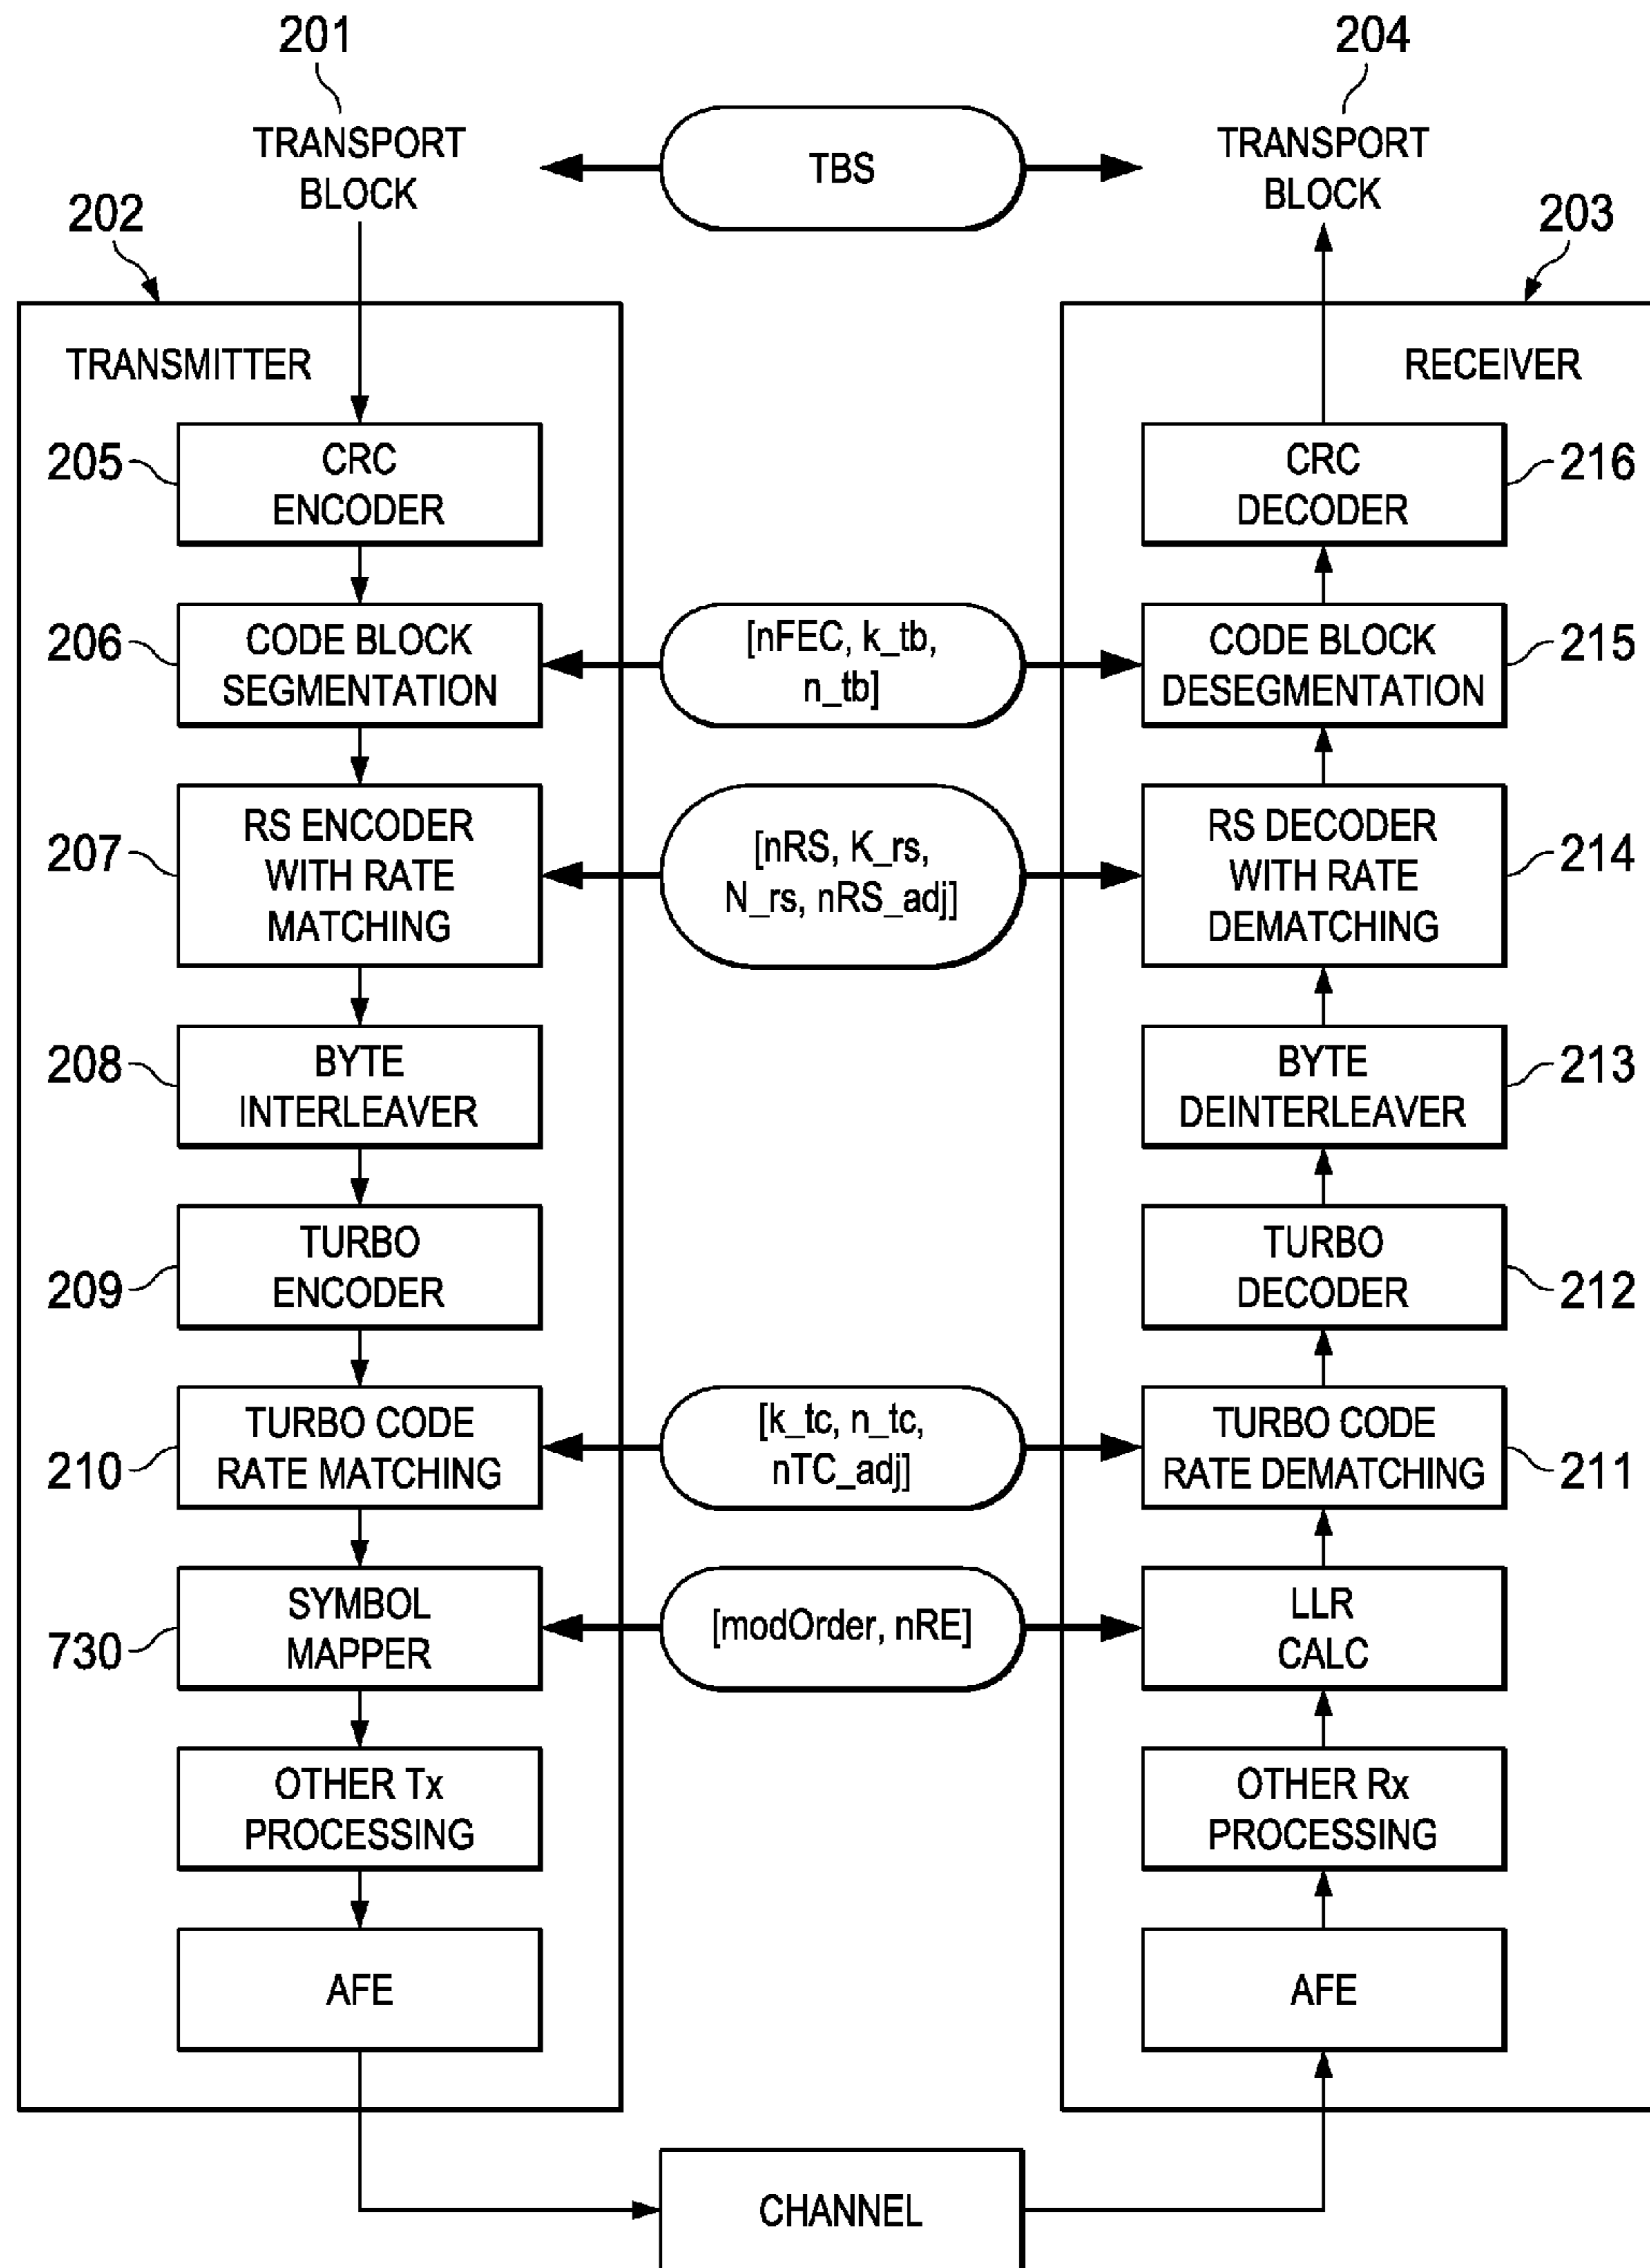 201
204
TRANSPORT
BLOCK
TBS
TRANSPORT
BLOCK
202
203
TRANSMITTER
RECEIVER
205
CRC
ENCODER
CRC
DECODER
216
206
CODE BLOCK
SEGMENTATION
[nFEC, k_tb,
n_tb]
CODE BLOCK
DESEGMENTATION
215
207
RS ENCODER
WITH RATE
MATCHING
[nRS, K_rs,
N_rs, nRS_adj]
RS DECODER
WITH RATE
DEMATCHING
214
208
BYTE
INTERLEAVER
BYTE
DEINTERLEAVER
213
209
TURBO
ENCODER
TURBO
DECODER
212
210
TURBO CODE
RATE MATCHING
[k_tc, n_tc,
nTC_adj]
TURBO CODE
RATE DEMATCHING
211
730
SYMBOL
MAPPER
[modOrder, nRE]
LLR
CALC
OTHER Tx
PROCESSING
OTHER Rx
PROCESSING
AFE
AFE
CHANNEL